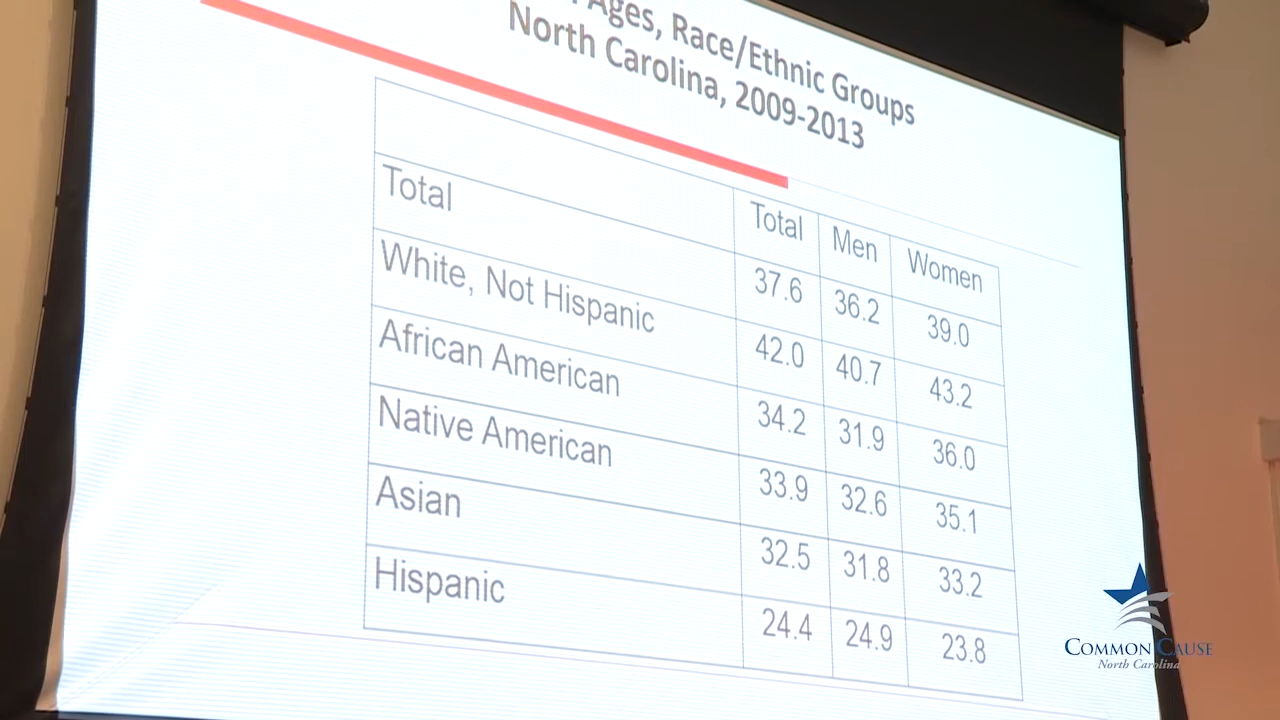 Ages, Race/Ethnic Groups
North Carolina, 2009-2013
Total Men Women
Total 37.6 36.2 39.0
White, Not Hispanic 42.0 40.7 43.2
African American 34.2 31.9 36.0
Native American 33.9 32.6 35.1
Asian 32.5 31.8 33.2
Hispanic 24.4 24.9 23.8
COMMON CAUSE
North Carolina